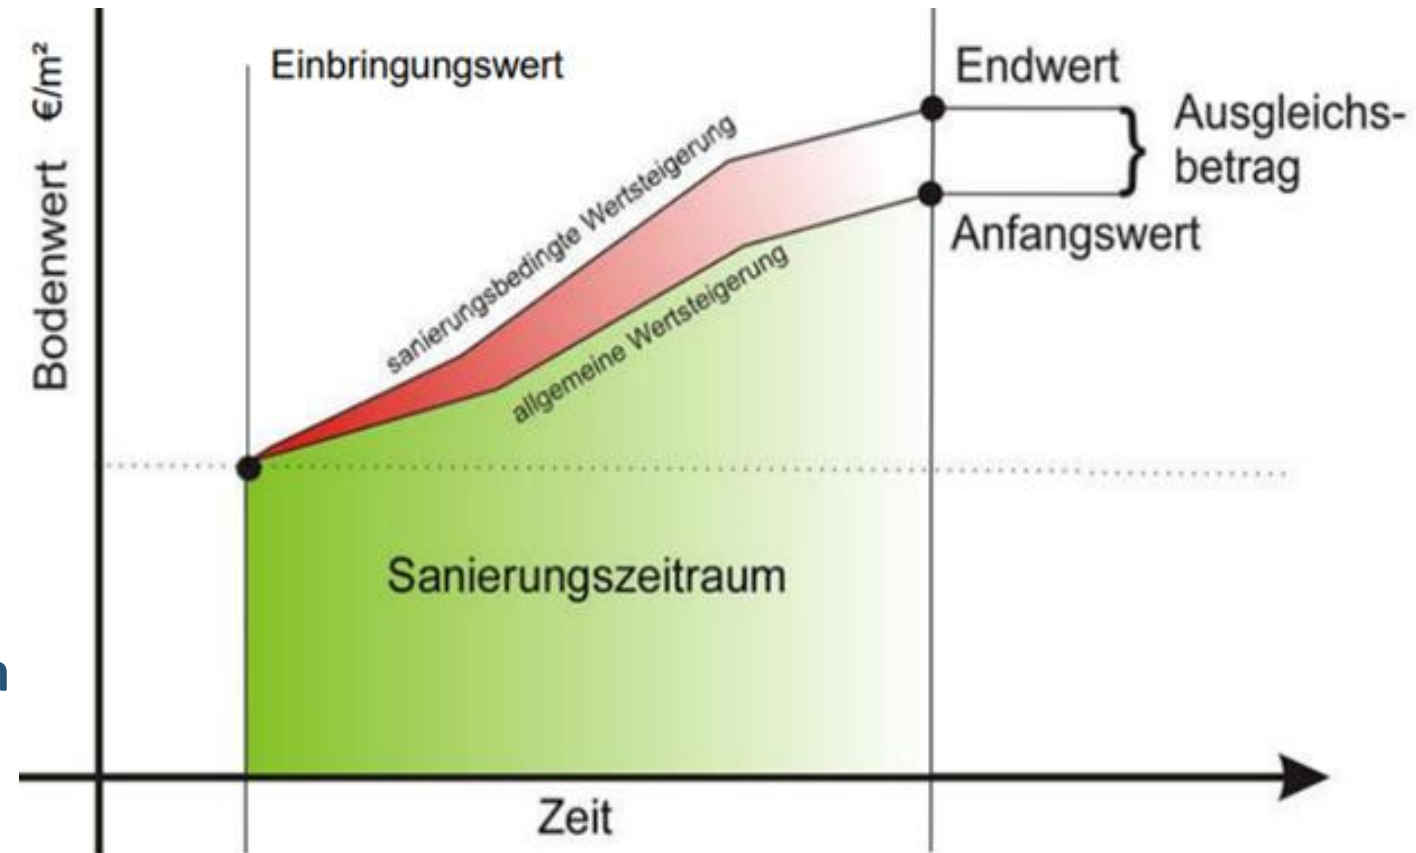 Bodenwert €/m²
Einbringungswert
Endwert
Ausgleichs-
betrag
sanierungsbedingte Wertsteigerung
Anfangswert
allgemeine Wertsteigerung
Sanierungszeitraum
Zeit